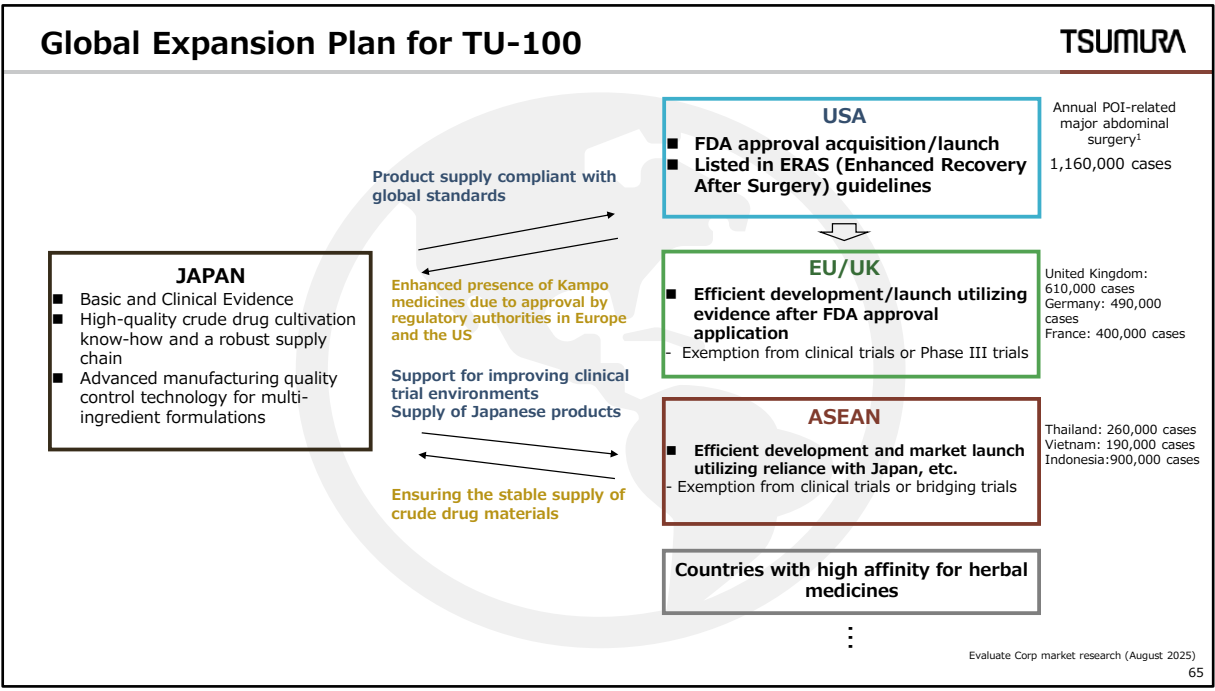 Global Expansion Plan for TU-100
TSUMURA
USA
■ FDA approval acquisition/launch
■ Listed in ERAS (Enhanced Recovery
After Surgery) guidelines
Annual POI-related
major abdominal
surgery1
1,160,000 cases
Product supply compliant with
global standards
JAPAN
■ Basic and Clinical Evidence
■ High-quality crude drug cultivation
know-how and a robust supply
chain
■ Advanced manufacturing quality
control technology for multi-
ingredient formulations
Enhanced presence of Kampo
medicines due to approval by
regulatory authorities in Europe
and the US
EU/UK
■ Efficient development/launch utilizing
evidence after FDA approval
application
- Exemption from clinical trials or Phase III trials
United Kingdom:
610,000 cases
Germany: 490,000
cases
France: 400,000 cases
Support for improving clinical
trial environments
Supply of Japanese products
Ensuring the stable supply of
crude drug materials
ASEAN
■ Efficient development and market launch
utilizing reliance with Japan, etc.
- Exemption from clinical trials or bridging trials
Thailand: 260,000 cases
Vietnam: 190,000 cases
Indonesia:900,000 cases
Countries with high affinity for herbal
medicines
⋮
Evaluate Corp market research (August 2025)
65